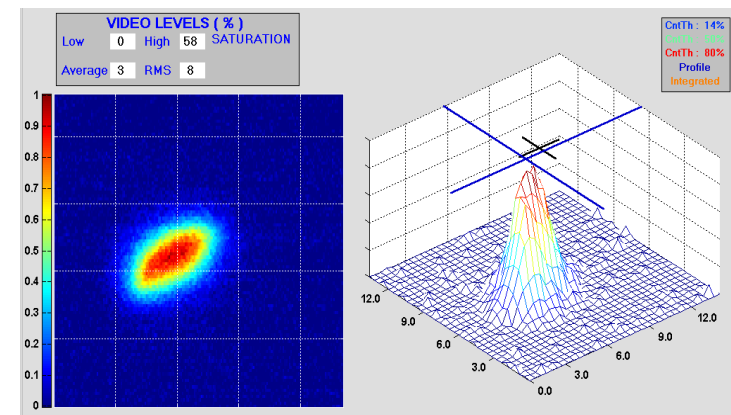 VIDEO LEVELS ( % )
Low 0 High 58 SATURATION
Average 3 RMS 8
CntTh : 14%
CntTh : 80%
Profile
Integrated
1
0.9
0.8
0.7
0.6
0.5
0.4
0.3
0.2
0.1
0
12.0
9.0
6.0
3.0
0.0
3.0
6.0
9.0
12.0